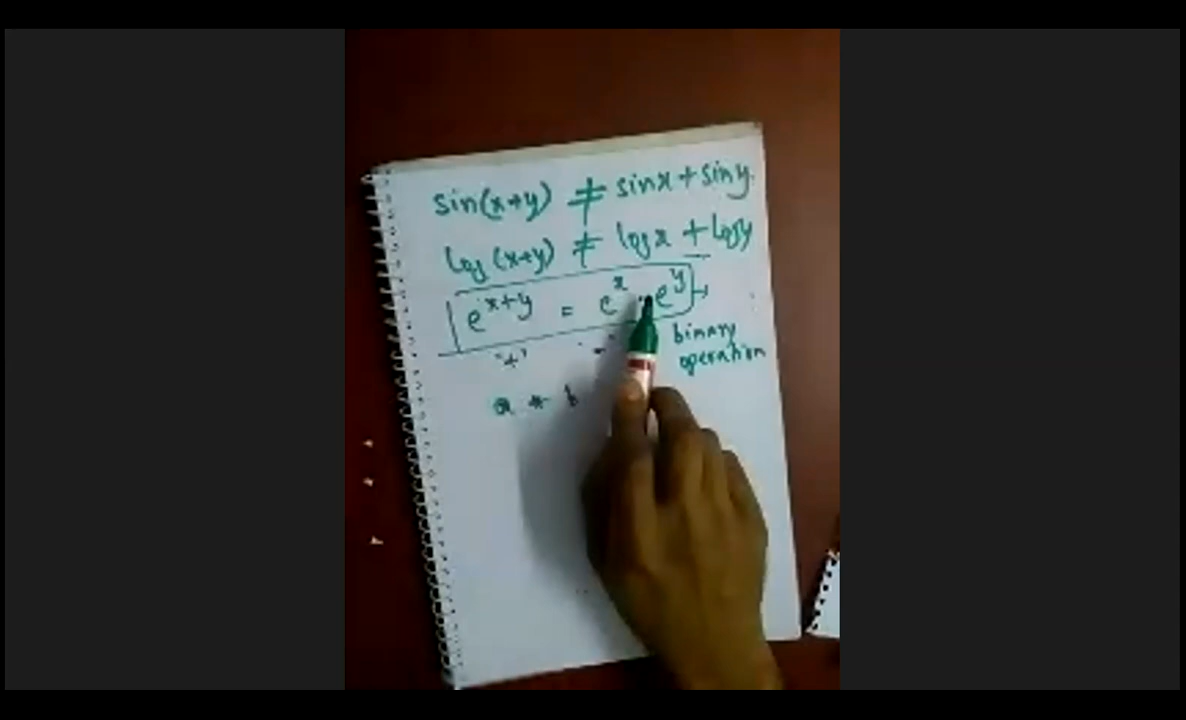 sin(x+y) ≠ sinx + siny
log(x+y) ≠ logx + logy
e^{x+y} = e^x · e^y →
binary
operation
"+" "·"
a * b